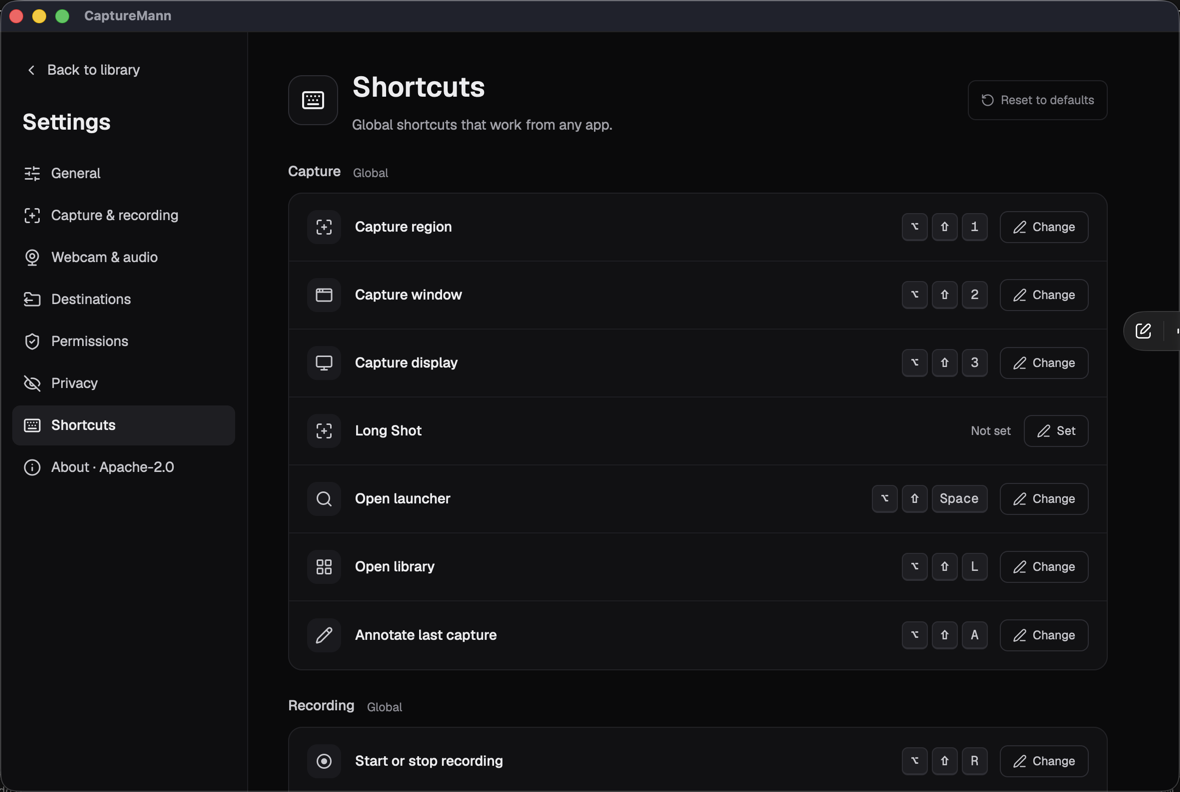 CaptureMann
Back to library
Settings
General
Capture & recording
Webcam & audio
Destinations
Permissions
Privacy
Shortcuts
About · Apache-2.0
Shortcuts
Global shortcuts that work from any app.
Reset to defaults
Capture Global
Capture region ⌥ ⇧ 1 Change
Capture window ⌥ ⇧ 2 Change
Capture display ⌥ ⇧ 3 Change
Long Shot Not set Set
Open launcher ⌥ ⇧ Space Change
Open library ⌥ ⇧ L Change
Annotate last capture ⌥ ⇧ A Change
Recording Global
Start or stop recording ⌥ ⇧ R Change